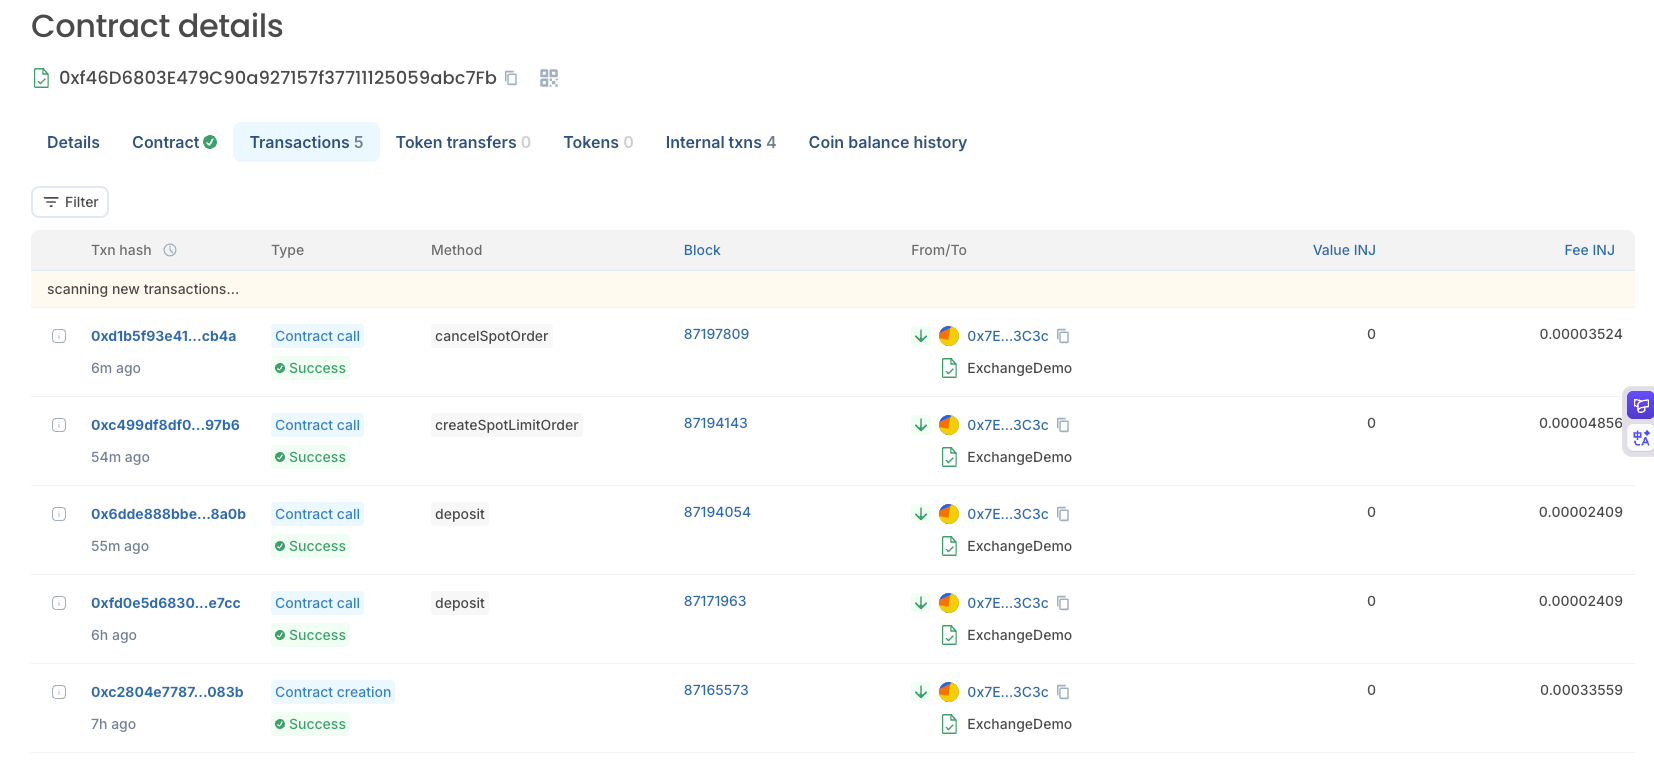 Contract details
0xf46D6803E479C90a927157f37711125059abc7Fb
Details Contract Transactions 5 Token transfers 0 Tokens 0 Internal txns 4 Coin balance history
Filter
Txn hash Type Method Block From/To Value INJ Fee INJ
scanning new transactions...
0xd1b5f93e41...cb4a Contract call cancelSpotOrder 87197809 0x7E...3C3c 0 0.00003524
6m ago Success ExchangeDemo
0xc499df8df0...97b6 Contract call createSpotLimitOrder 87194143 0x7E...3C3c 0 0.00004856
54m ago Success ExchangeDemo
0x6dde888bbe...8a0b Contract call deposit 87194054 0x7E...3C3c 0 0.00002409
55m ago Success ExchangeDemo
0xfd0e5d6830...e7cc Contract call deposit 87171963 0x7E...3C3c 0 0.00002409
6h ago Success ExchangeDemo
0xc2804e7787...083b Contract creation 87165573 0x7E...3C3c 0 0.00033559
7h ago Success ExchangeDemo